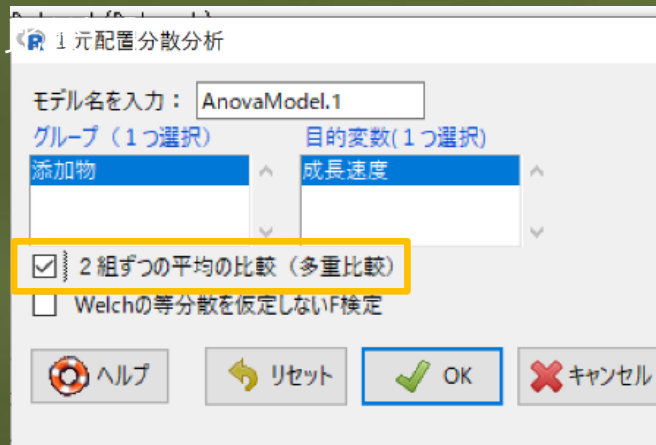 1 元配置分散分析
モデル名を入力： AnovaModel.1
グループ（１つ選択） 目的変数(１つ選択)
添加物 成長速度
２組ずつの平均の比較（多重比較）
Welchの等分散を仮定しないF検定
ヘルプ リセット OK キャンセル